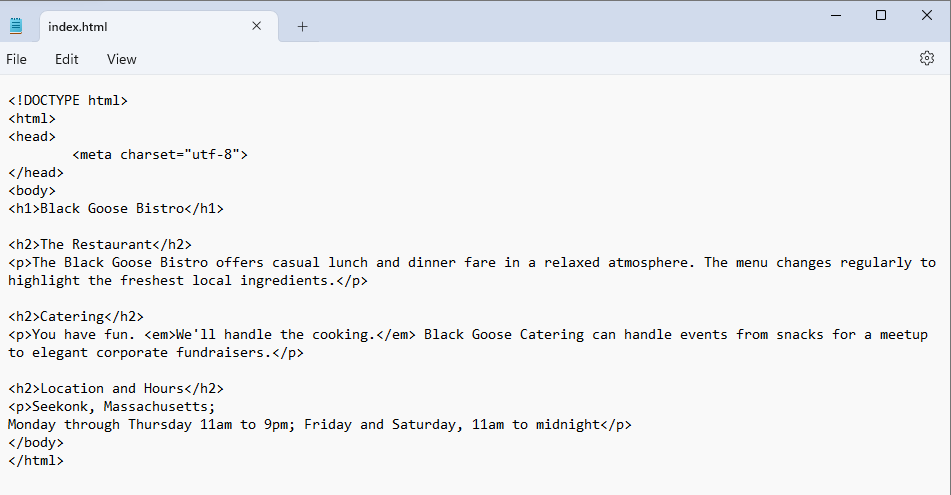 index.html
File Edit View
<!DOCTYPE html>
<html>
<head>
<meta charset="utf-8">
</head>
<body>
<h1>Black Goose Bistro</h1>
<h2>The Restaurant</h2>
<p>The Black Goose Bistro offers casual lunch and dinner fare in a relaxed atmosphere. The menu changes regularly to
highlight the freshest local ingredients.</p>
<h2>Catering</h2>
<p>You have fun. <em>We'll handle the cooking.</em> Black Goose Catering can handle events from snacks for a meetup
to elegant corporate fundraisers.</p>
<h2>Location and Hours</h2>
<p>Seekonk, Massachusetts;
Monday through Thursday 11am to 9pm; Friday and Saturday, 11am to midnight</p>
</body>
</html>